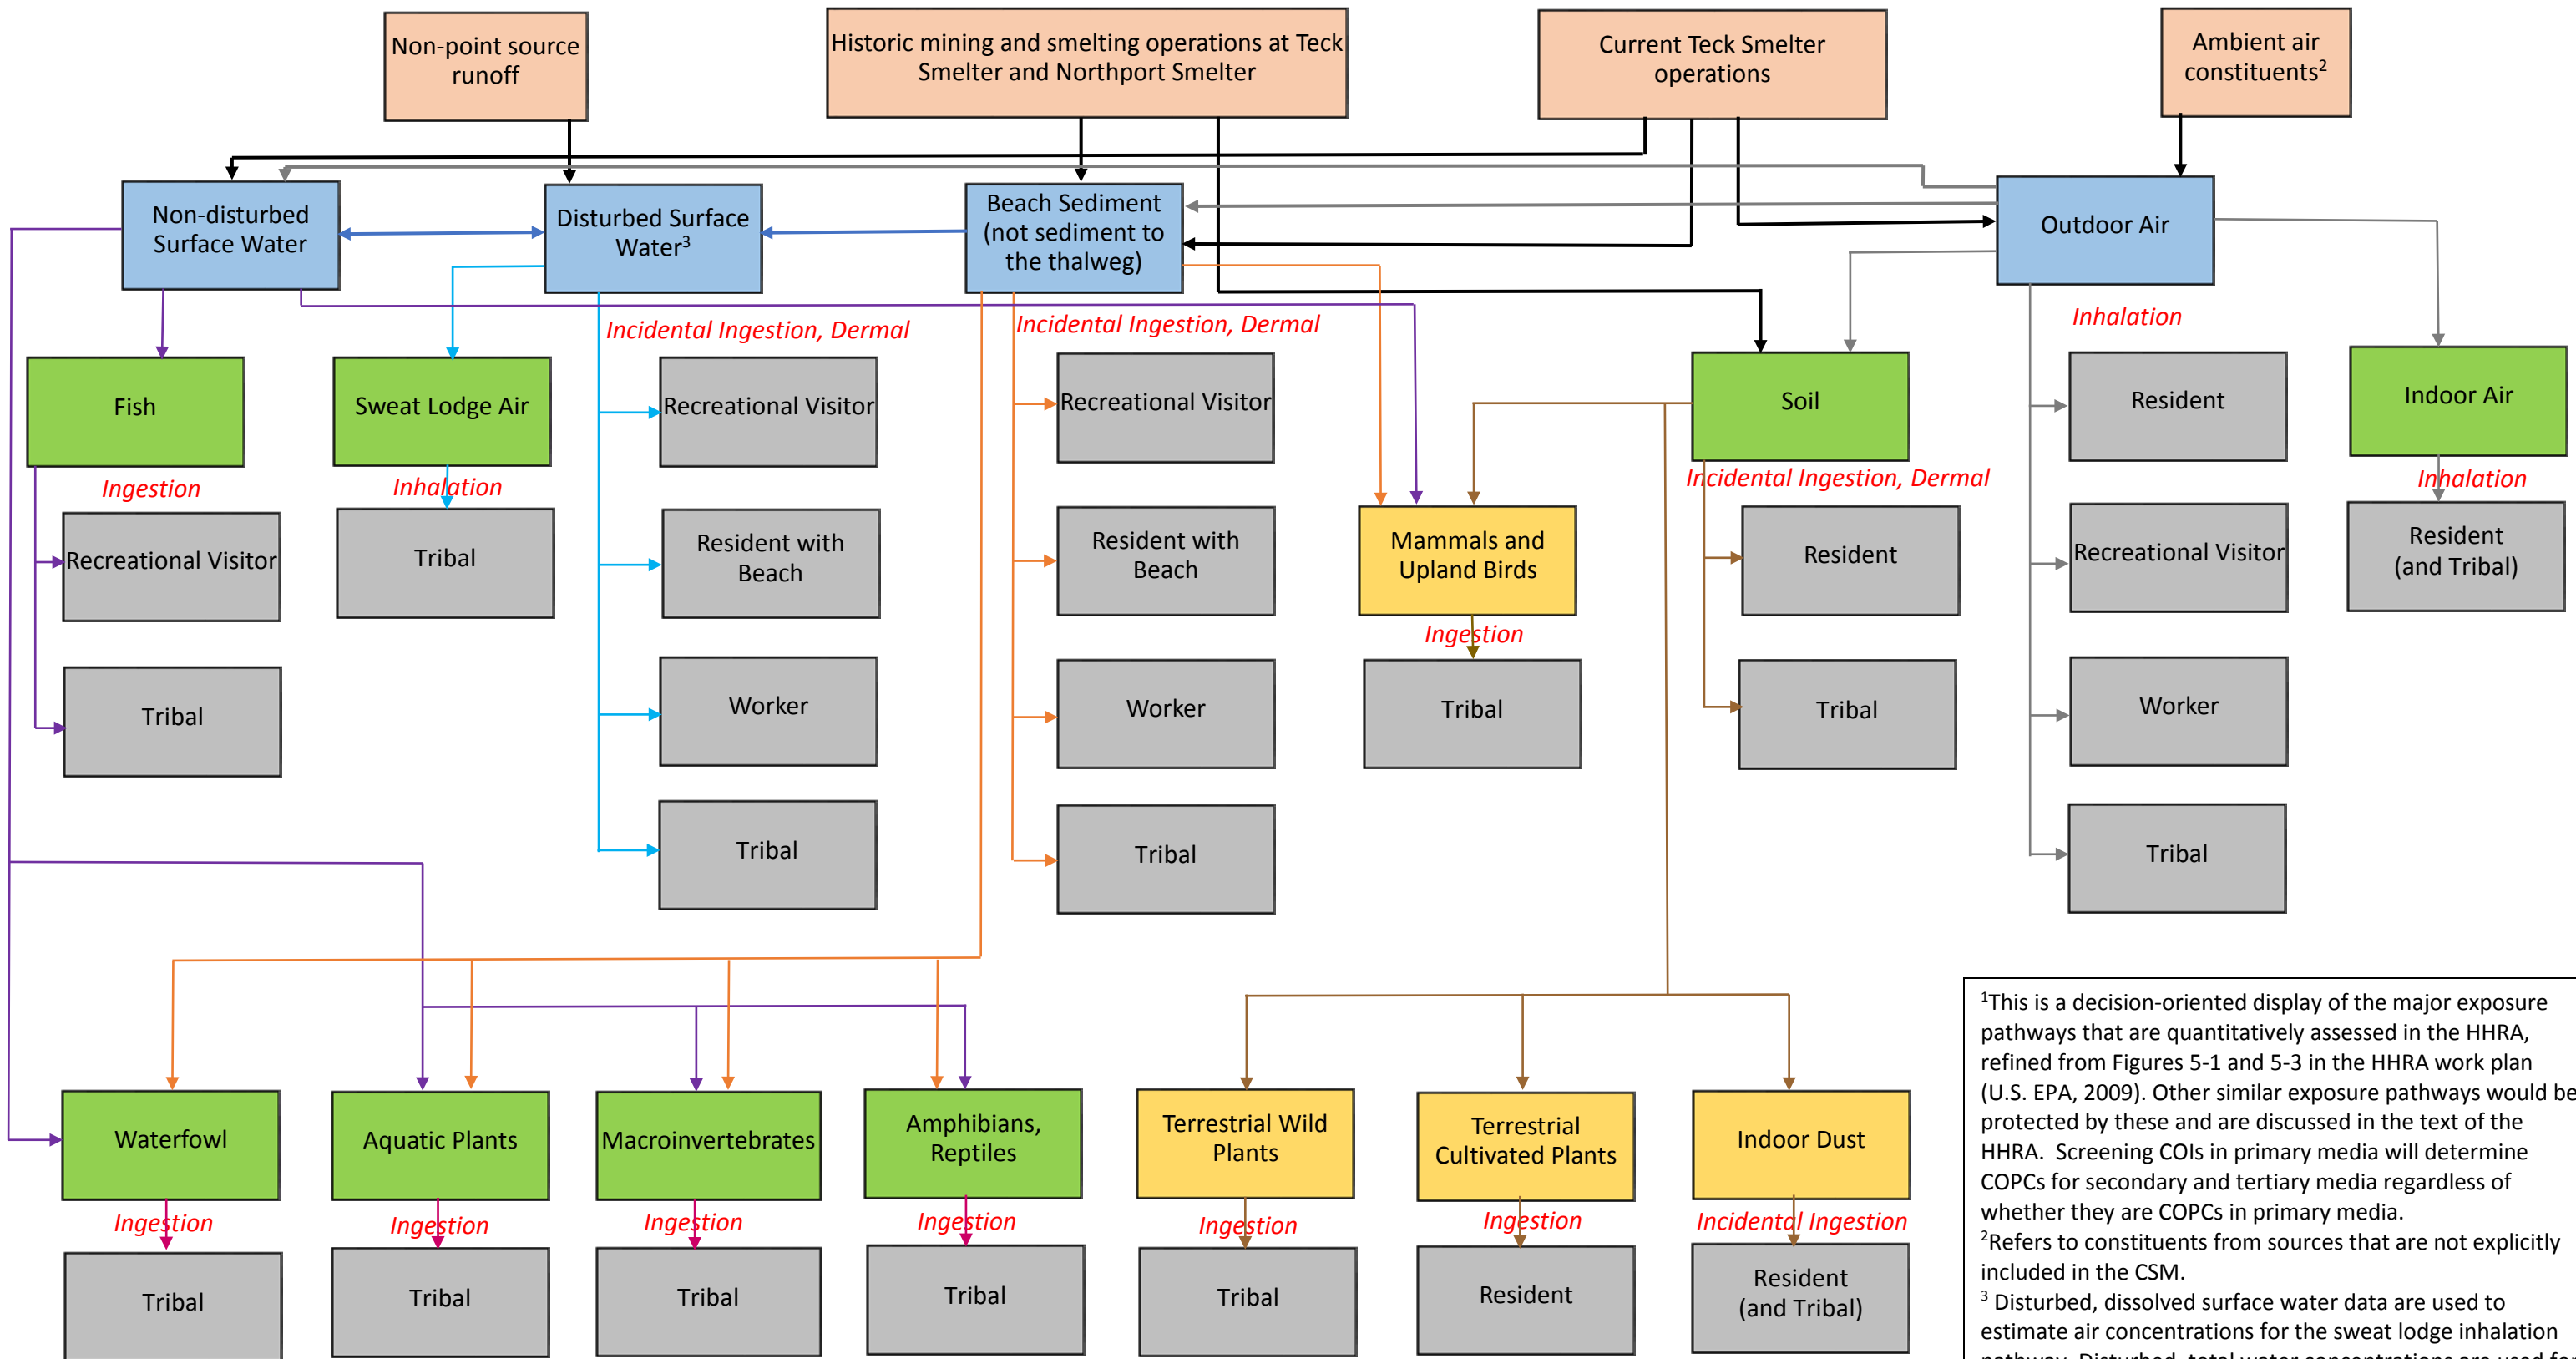 Non-point source
runoff
Historic mining and smelting operations at Teck
Smelter and Northport Smelter
Current Teck Smelter
operations
Ambient air
constituents²
Non-disturbed
Surface Water
Disturbed Surface
Water³
Beach Sediment
(not sediment to
the thalweg)
Outdoor Air
Incidental Ingestion, Dermal
Incidental Ingestion, Dermal
Inhalation
Fish
Sweat Lodge Air
Recreational Visitor
Recreational Visitor
Soil
Resident
Indoor Air
Ingestion
Inhalation
Incidental Ingestion, Dermal
Inhalation
Recreational Visitor
Tribal
Resident with
Beach
Resident with
Beach
Mammals and
Upland Birds
Resident
Recreational Visitor
Resident
(and Tribal)
Ingestion
Tribal
Worker
Worker
Tribal
Tribal
Worker
Tribal
Tribal
Tribal
Waterfowl
Aquatic Plants
Macroinvertebrates
Amphibians,
Reptiles
Terrestrial Wild
Plants
Terrestrial
Cultivated Plants
Indoor Dust
Ingestion
Ingestion
Ingestion
Ingestion
Ingestion
Ingestion
Incidental Ingestion
Tribal
Tribal
Tribal
Tribal
Tribal
Resident
Resident
(and Tribal)
¹This is a decision-oriented display of the major exposure
pathways that are quantitatively assessed in the HHRA,
refined from Figures 5-1 and 5-3 in the HHRA work plan
(U.S. EPA, 2009). Other similar exposure pathways would be
protected by these and are discussed in the text of the
HHRA. Screening COIs in primary media will determine
COPCs for secondary and tertiary media regardless of
whether they are COPCs in primary media.
²Refers to constituents from sources that are not explicitly
included in the CSM.
³ Disturbed, dissolved surface water data are used to
estimate air concentrations for the sweat lodge inhalation
pathway. Disturbed, total water concentrations are used for